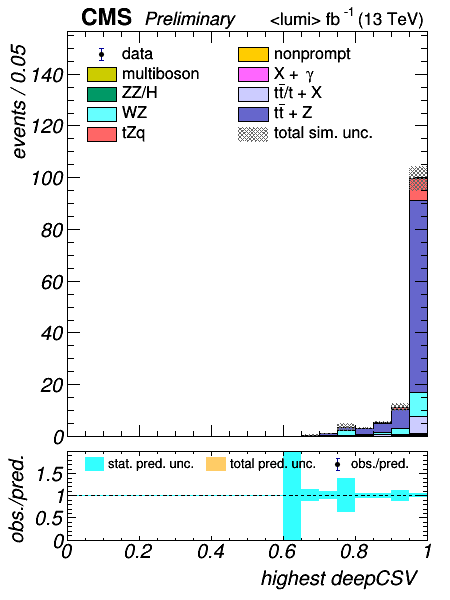 CMS Preliminary <lumi> fb⁻¹ (13 TeV)
events / 0.05
data
multiboson
ZZ/H
WZ
tZq
nonprompt
X + γ
tt̄/t + X
tt̄ + Z
total sim. unc.
140
120
100
80
60
40
20
0
obs./pred.
stat. pred. unc. total pred. unc. obs./pred.
1.5
1
0.5
0
0 0.2 0.4 0.6 0.8 1
highest deepCSV